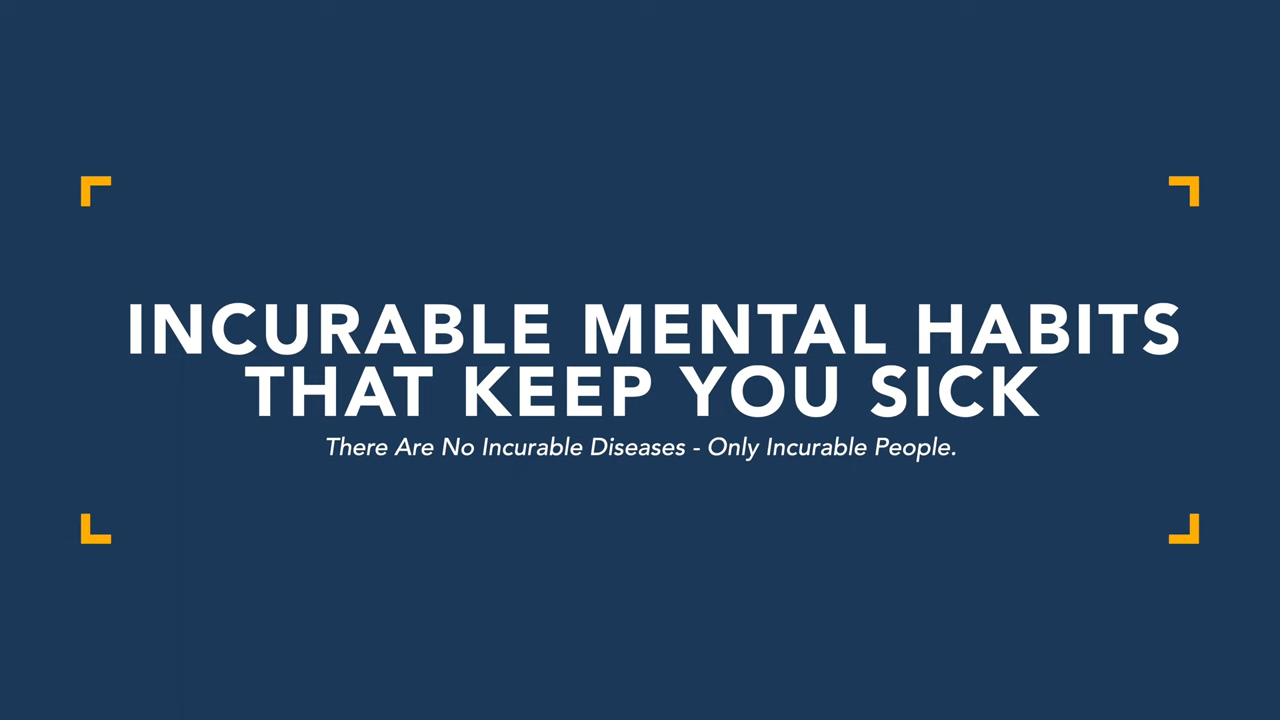 INCURABLE MENTAL HABITS
THAT KEEP YOU SICK
There Are No Incurable Diseases - Only Incurable People.